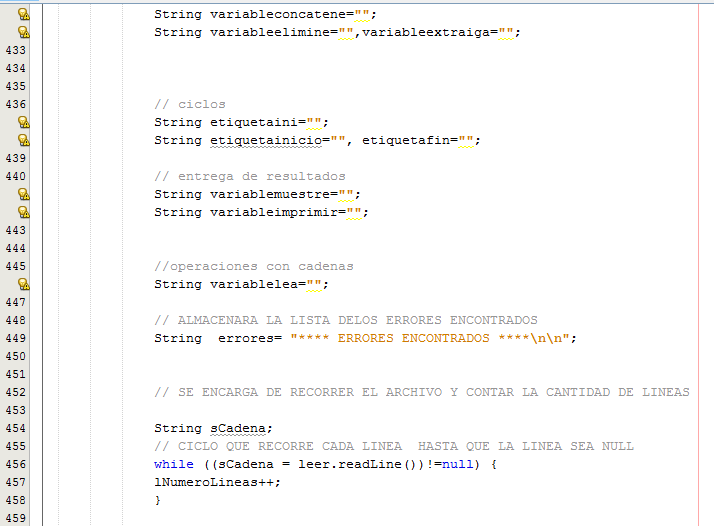 String variableconcatene="";
String variableelimine="",variableextraiga="";
433
434
435
436 // ciclos
String etiquetaini="";
String etiquetainicio="", etiquetafin="";
439
440 // entrega de resultados
String variablemuestre="";
String variableimprimir="";
443
444
445 //operaciones con cadenas
String variablelea="";
447
448 // ALMACENARA LA LISTA DELOS ERRORES ENCONTRADOS
449 String  errores= "**** ERRORES ENCONTRADOS ****\n\n";
450
451
452 // SE ENCARGA DE RECORRER EL ARCHIVO Y CONTAR LA CANTIDAD DE LINEAS
453
454 String sCadena;
455 // CICLO QUE RECORRE CADA LINEA  HASTA QUE LA LINEA SEA NULL
456 while ((sCadena = leer.readLine())!=null) {
457 lNumeroLineas++;
458 }
459